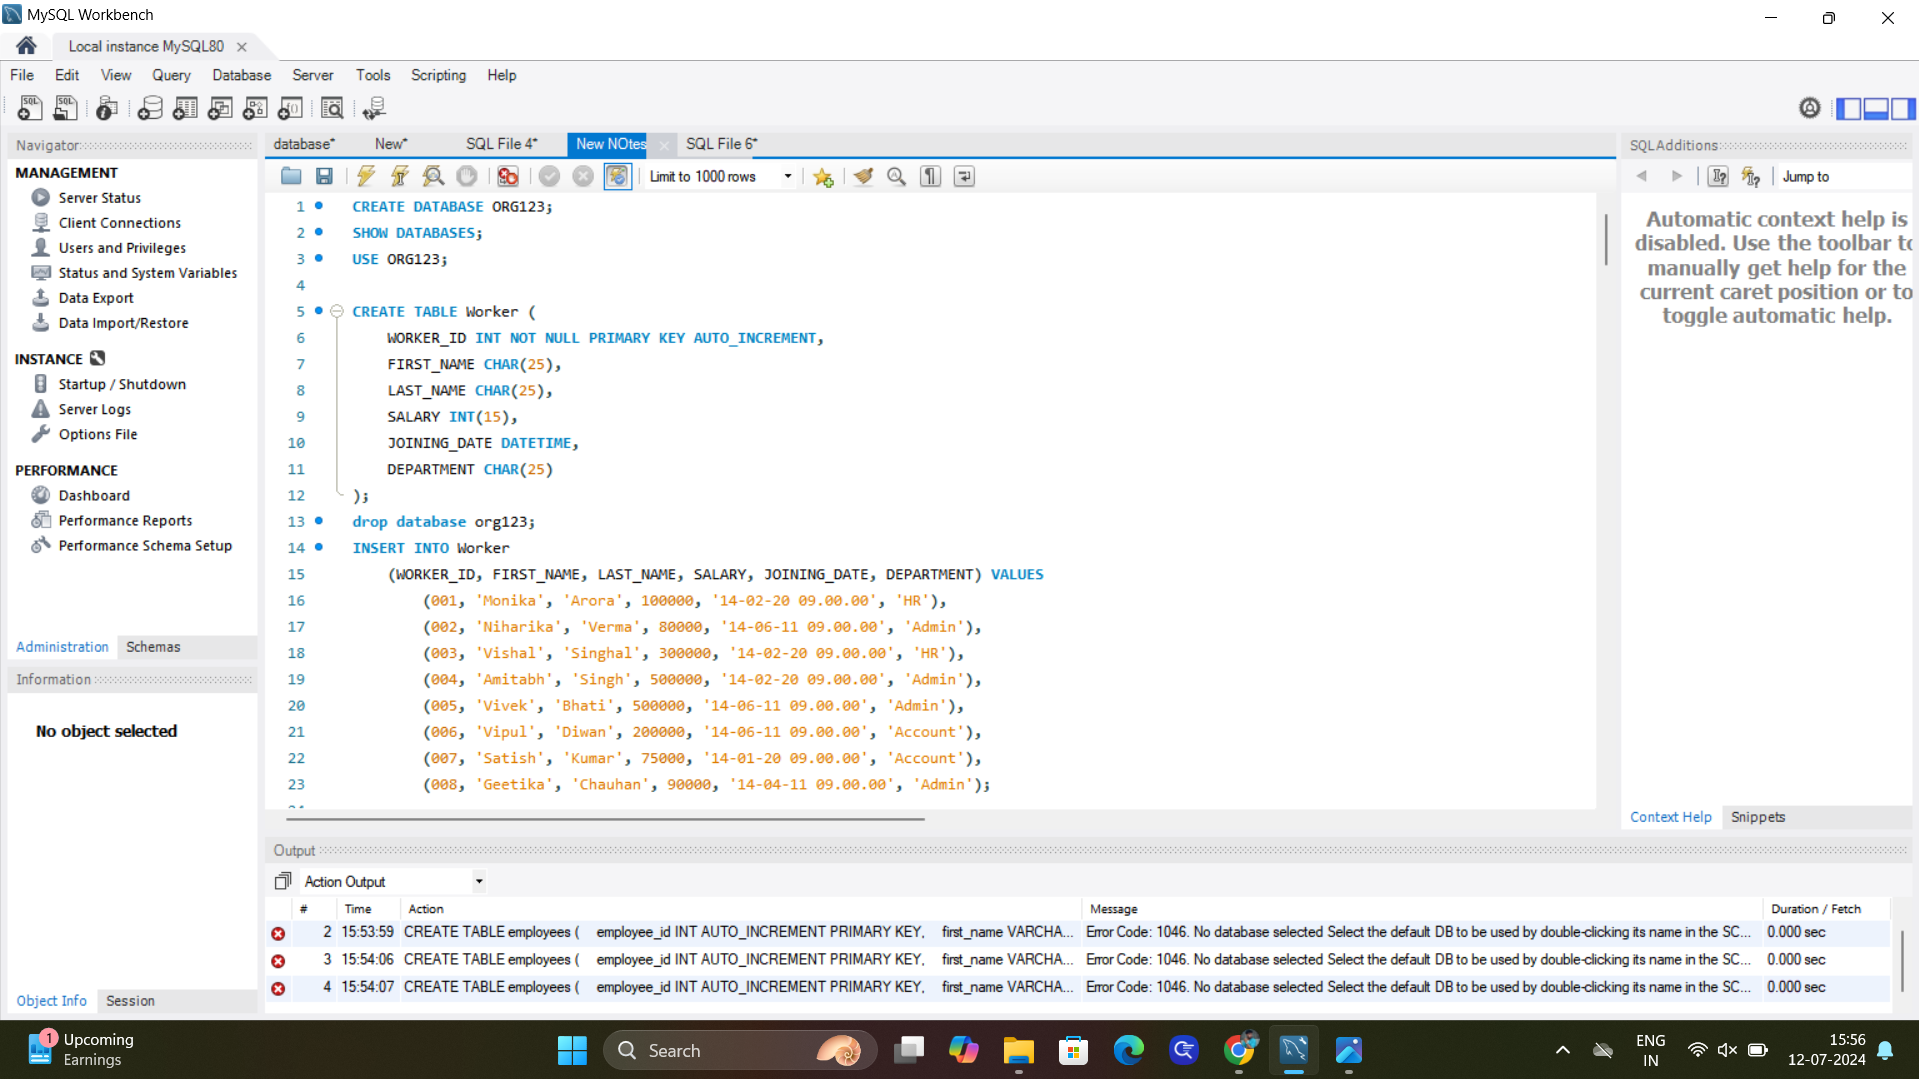 MySQL Workbench
Local instance MySQL80
File Edit View Query Database Server Tools Scripting Help
Navigator
MANAGEMENT
Server Status
Client Connections
Users and Privileges
Status and System Variables
Data Export
Data Import/Restore
INSTANCE
Startup / Shutdown
Server Logs
Options File
PERFORMANCE
Dashboard
Performance Reports
Performance Schema Setup
Administration Schemas
Information
No object selected
Object Info Session
database* New* SQL File 4* New NOtes SQL File 6*
Limit to 1000 rows
1 CREATE DATABASE ORG123;
2 SHOW DATABASES;
3 USE ORG123;
4
5 CREATE TABLE Worker (
6 WORKER_ID INT NOT NULL PRIMARY KEY AUTO_INCREMENT,
7 FIRST_NAME CHAR(25),
8 LAST_NAME CHAR(25),
9 SALARY INT(15),
10 JOINING_DATE DATETIME,
11 DEPARTMENT CHAR(25)
12 );
13 drop database org123;
14 INSERT INTO Worker
15 (WORKER_ID, FIRST_NAME, LAST_NAME, SALARY, JOINING_DATE, DEPARTMENT) VALUES
16 (001, 'Monika', 'Arora', 100000, '14-02-20 09.00.00', 'HR'),
17 (002, 'Niharika', 'Verma', 80000, '14-06-11 09.00.00', 'Admin'),
18 (003, 'Vishal', 'Singhal', 300000, '14-02-20 09.00.00', 'HR'),
19 (004, 'Amitabh', 'Singh', 500000, '14-02-20 09.00.00', 'Admin'),
20 (005, 'Vivek', 'Bhati', 500000, '14-06-11 09.00.00', 'Admin'),
21 (006, 'Vipul', 'Diwan', 200000, '14-06-11 09.00.00', 'Account'),
22 (007, 'Satish', 'Kumar', 75000, '14-01-20 09.00.00', 'Account'),
23 (008, 'Geetika', 'Chauhan', 90000, '14-04-11 09.00.00', 'Admin');
SQLAdditions
Jump to
Automatic context help is
disabled. Use the toolbar to
manually get help for the
current caret position or to
toggle automatic help.
Context Help Snippets
Output
Action Output
# Time Action Message Duration / Fetch
2 15:53:59 CREATE TABLE employees ( employee_id INT AUTO_INCREMENT PRIMARY KEY, first_name VARCHA... Error Code: 1046. No database selected Select the default DB to be used by double-clicking its name in the SC... 0.000 sec
3 15:54:06 CREATE TABLE employees ( employee_id INT AUTO_INCREMENT PRIMARY KEY, first_name VARCHA... Error Code: 1046. No database selected Select the default DB to be used by double-clicking its name in the SC... 0.000 sec
4 15:54:07 CREATE TABLE employees ( employee_id INT AUTO_INCREMENT PRIMARY KEY, first_name VARCHA... Error Code: 1046. No database selected Select the default DB to be used by double-clicking its name in the SC... 0.000 sec
1 Upcoming
Earnings
Search
ENG
IN
15:56
12-07-2024